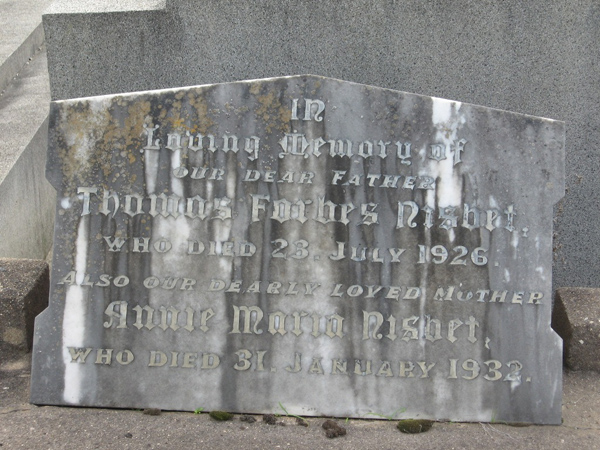 IN
Loving Memory of
OUR DEAR FATHER
Thomas Forbes Nisbet,
WHO DIED 23. JULY 1926.
ALSO OUR DEARLY LOVED MOTHER
Annie Maria Nisbet,
WHO DIED 31. JANUARY 1932.